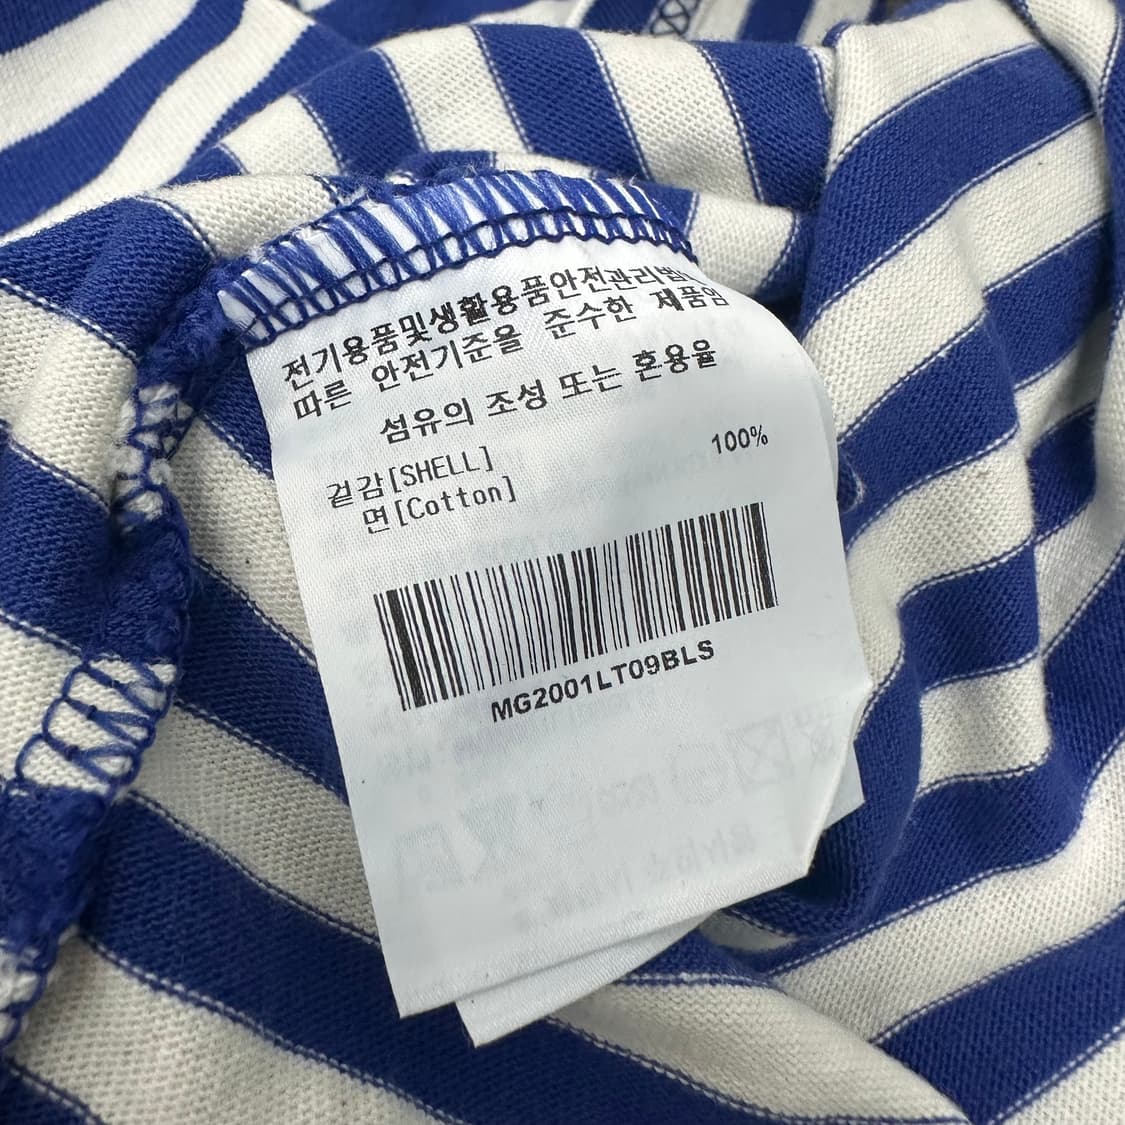 전기용품및생활용품안전관리법에
따른 안전기준을 준수한 제품임
섬유의 조성 또는 혼용율
겉감[SHELL]
면[Cotton] 100%
MG2001LT09BLS